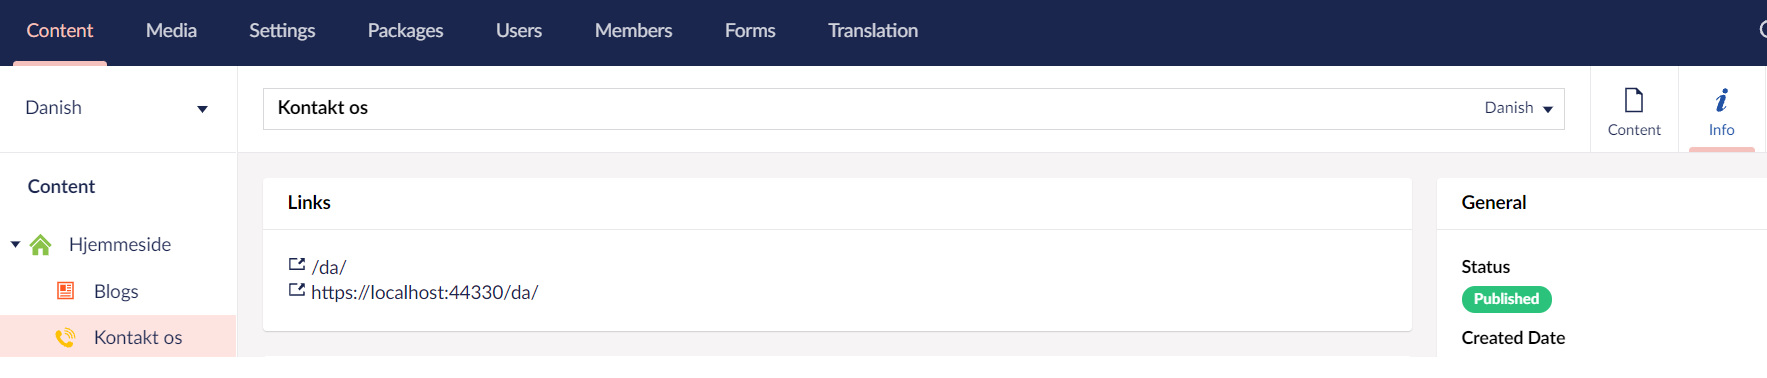 Content Media Settings Packages Users Members Forms Translation
Danish
Kontakt os Danish
Content
Info
Content
Hjemmeside
Blogs
Kontakt os
Links
/da/
https://localhost:44330/da/
General
Status
Published
Created Date